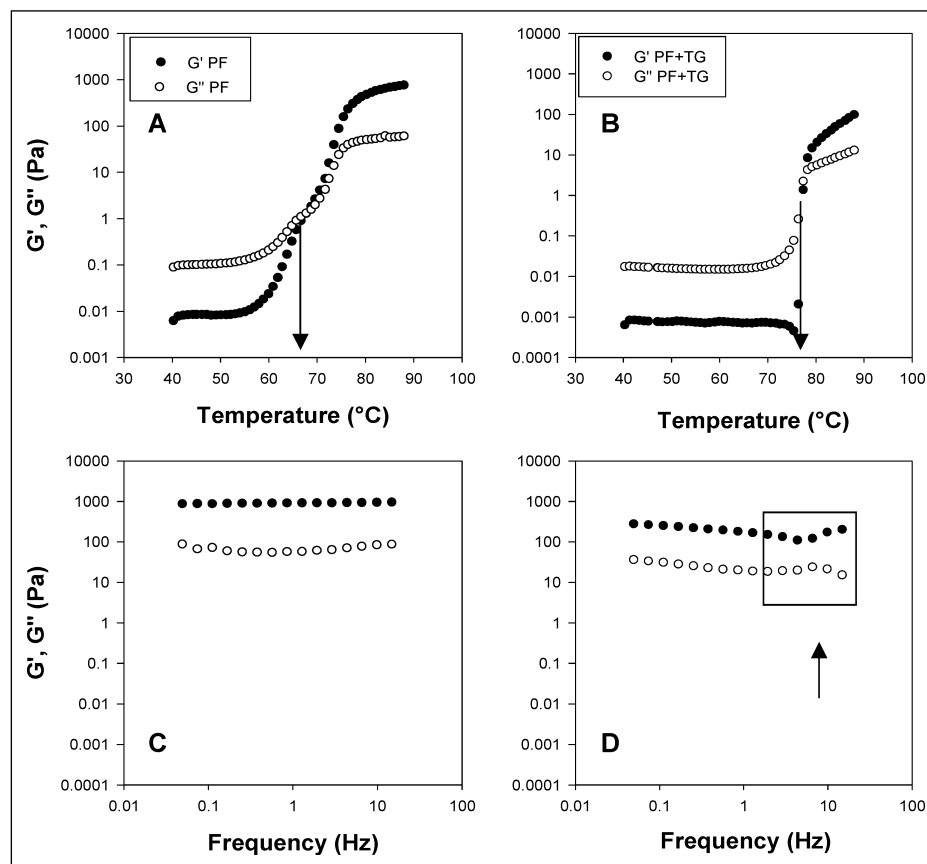 G' PF
G'' PF
A
10000
1000
100
10
1
0.1
0.01
0.001
G', G'' (Pa)
30 40 50 60 70 80 90 100
Temperature (°C)
G' PF+TG
G'' PF+TG
B
10000
1000
100
10
1
0.1
0.01
0.001
0.0001
30 40 50 60 70 80 90 100
Temperature (°C)
10000
1000
100
10
1
0.1
0.01
0.001
0.0001
G', G'' (Pa)
C
0.01 0.1 1 10 100
Frequency (Hz)
10000
1000
100
10
1
0.1
0.01
0.001
0.0001
D
0.01 0.1 1 10 100
Frequency (Hz)